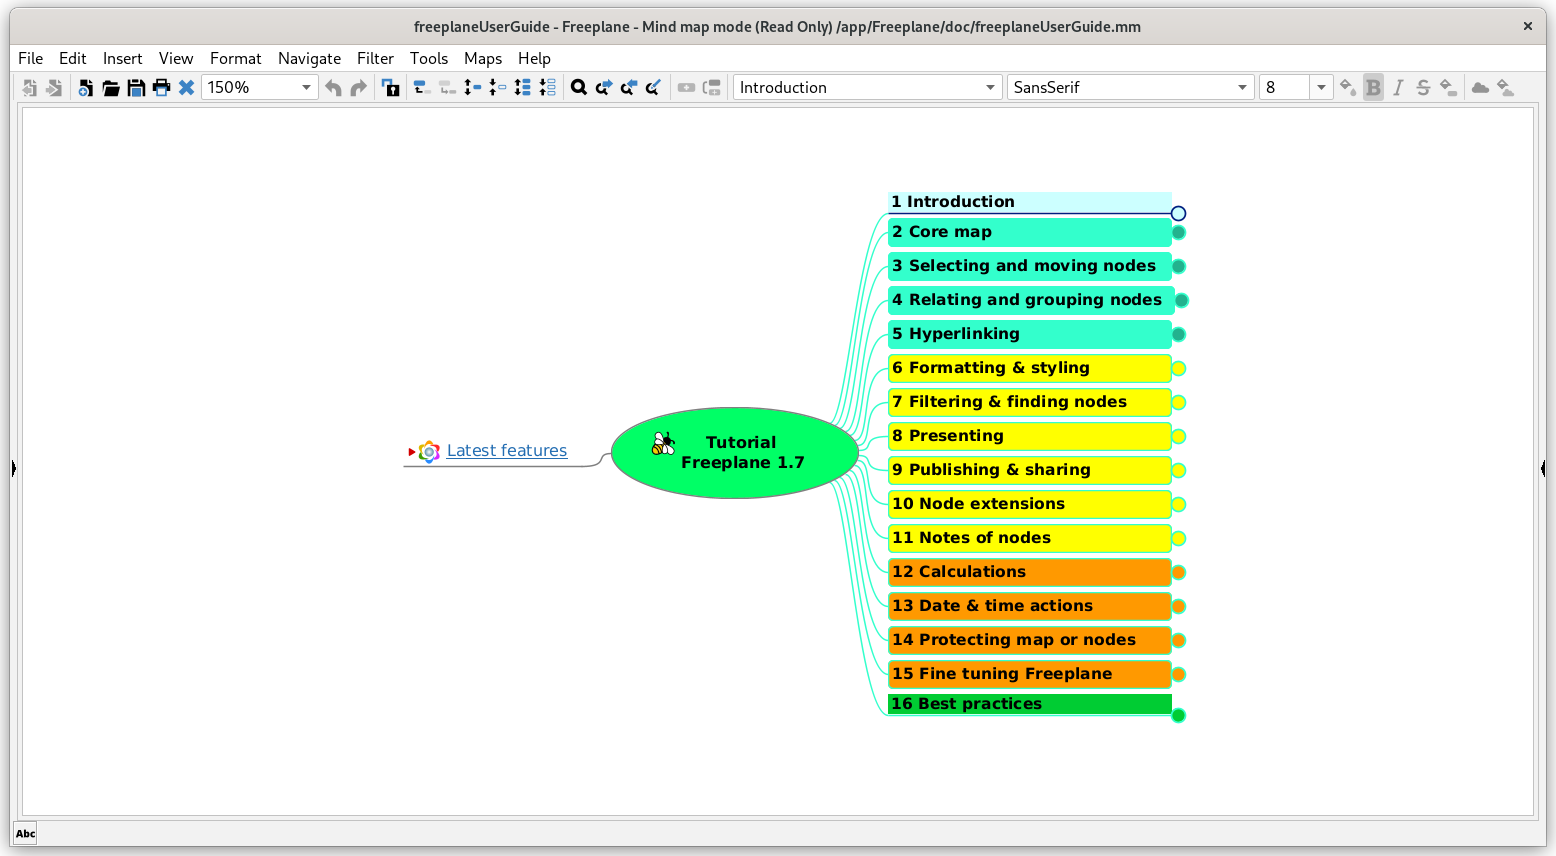 freeplaneUserGuide - Freeplane - Mind map mode (Read Only) /app/Freeplane/doc/freeplaneUserGuide.mm
File Edit Insert View Format Navigate Filter Tools Maps Help
150% Introduction SansSerif 8 B I S
1 Introduction
2 Core map
3 Selecting and moving nodes
4 Relating and grouping nodes
5 Hyperlinking
6 Formatting & styling
7 Filtering & finding nodes
8 Presenting
9 Publishing & sharing
10 Node extensions
11 Notes of nodes
12 Calculations
13 Date & time actions
14 Protecting map or nodes
15 Fine tuning Freeplane
16 Best practices
Tutorial
Freeplane 1.7
Latest features
Abc